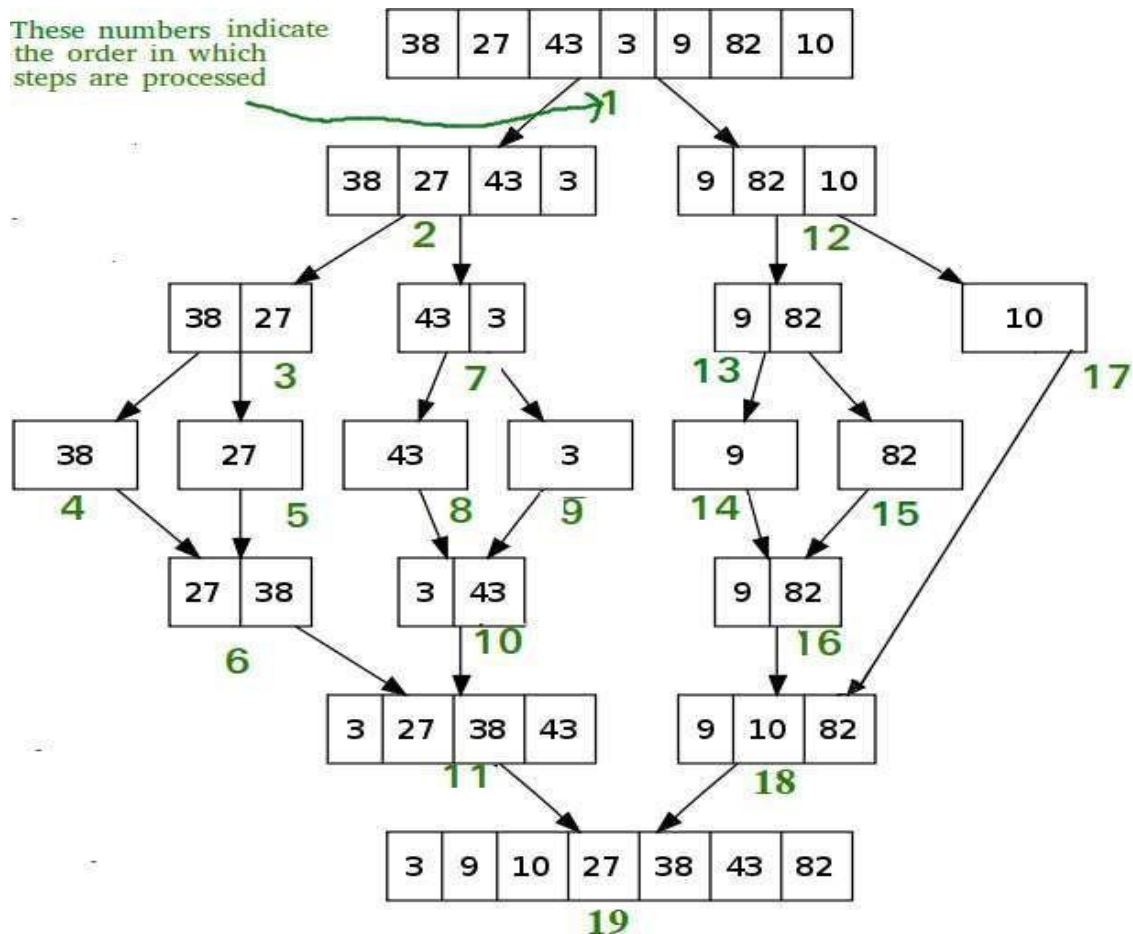 These numbers indicate
the order in which
steps are processed
38 27 43 3 9 82 10
1
38 27 43 3 9 82 10
2 12
38 27 43 3 9 82 10
3 7 13 17
38 27 43 3 9 82
4 5 8 9 14 15
27 38 3 43 9 82
6 10 16
3 27 38 43 9 10 82
11 18
3 9 10 27 38 43 82
19